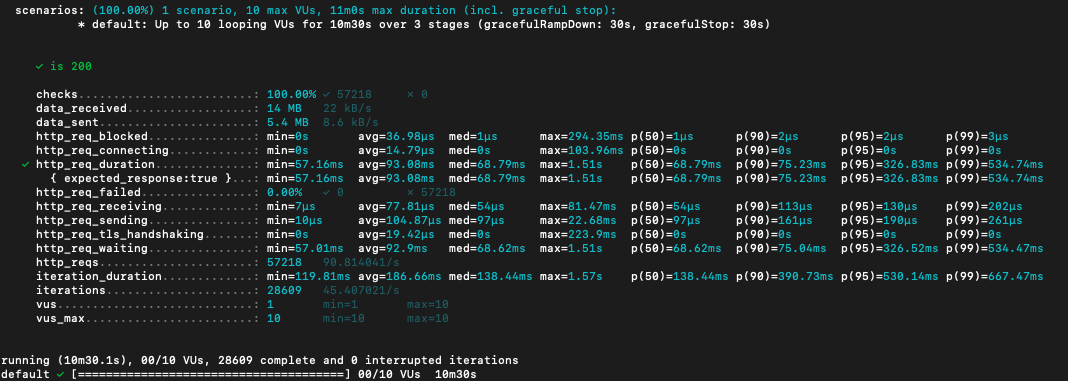 scenarios: (100.00%) 1 scenario, 10 max VUs, 11m0s max duration (incl. graceful stop):
* default: Up to 10 looping VUs for 10m30s over 3 stages (gracefulRampDown: 30s, gracefulStop: 30s)
✓ is 200
checks.........................: 100.00% ✓ 57218 ✗ 0
data_received..................: 14 MB 22 kB/s
data_sent......................: 5.4 MB 8.6 kB/s
http_req_blocked...............: min=0s avg=36.98µs med=1µs max=294.35ms p(50)=1µs p(90)=2µs p(95)=2µs p(99)=3µs
http_req_connecting............: min=0s avg=14.79µs med=0s max=103.96ms p(50)=0s p(90)=0s p(95)=0s p(99)=0s
✓ http_req_duration..............: min=57.16ms avg=93.08ms med=68.79ms max=1.51s p(50)=68.79ms p(90)=75.23ms p(95)=326.83ms p(99)=534.74ms
{ expected_response:true }...: min=57.16ms avg=93.08ms med=68.79ms max=1.51s p(50)=68.79ms p(90)=75.23ms p(95)=326.83ms p(99)=534.74ms
http_req_failed................: 0.00% ✓ 0 ✗ 57218
http_req_receiving.............: min=7µs avg=77.81µs med=54µs max=81.47ms p(50)=54µs p(90)=113µs p(95)=130µs p(99)=202µs
http_req_sending...............: min=10µs avg=104.87µs med=97µs max=22.68ms p(50)=97µs p(90)=161µs p(95)=190µs p(99)=261µs
http_req_tls_handshaking.......: min=0s avg=19.42µs med=0s max=223.9ms p(50)=0s p(90)=0s p(95)=0s p(99)=0s
http_req_waiting...............: min=57.01ms avg=92.9ms med=68.62ms max=1.51s p(50)=68.62ms p(90)=75.04ms p(95)=326.52ms p(99)=534.47ms
http_reqs......................: 57218 90.814041/s
iteration_duration.............: min=119.81ms avg=186.66ms med=138.44ms max=1.57s p(50)=138.44ms p(90)=390.73ms p(95)=530.14ms p(99)=667.47ms
iterations.....................: 28609 45.407021/s
vus............................: 1 min=1 max=10
vus_max........................: 10 min=10 max=10
running (10m30.1s), 00/10 VUs, 28609 complete and 0 interrupted iterations
default ✓ [======================================] 00/10 VUs 10m30s